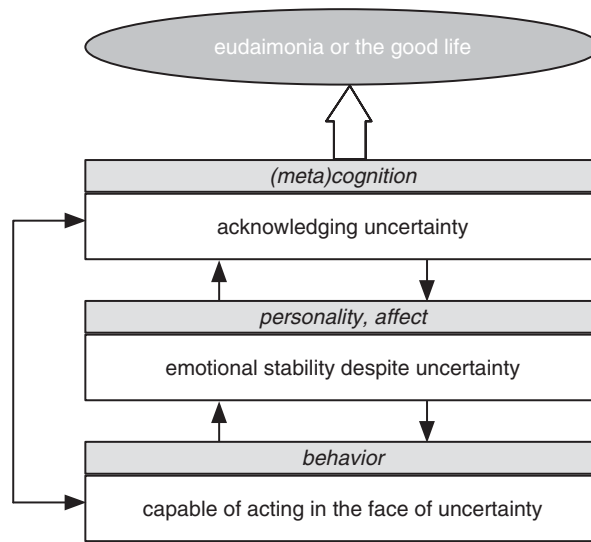 eudaimonia or the good life
(meta)cognition
acknowledging uncertainty
personality, affect
emotional stability despite uncertainty
behavior
capable of acting in the face of uncertainty